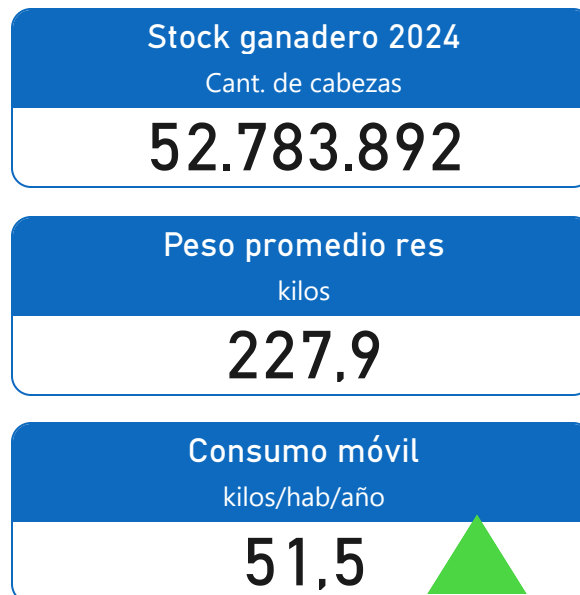 Stock ganadero 2024
Cant. de cabezas
52.783.892
Peso promedio res
kilos
227,9
Consumo móvil
kilos/hab/año
51,5